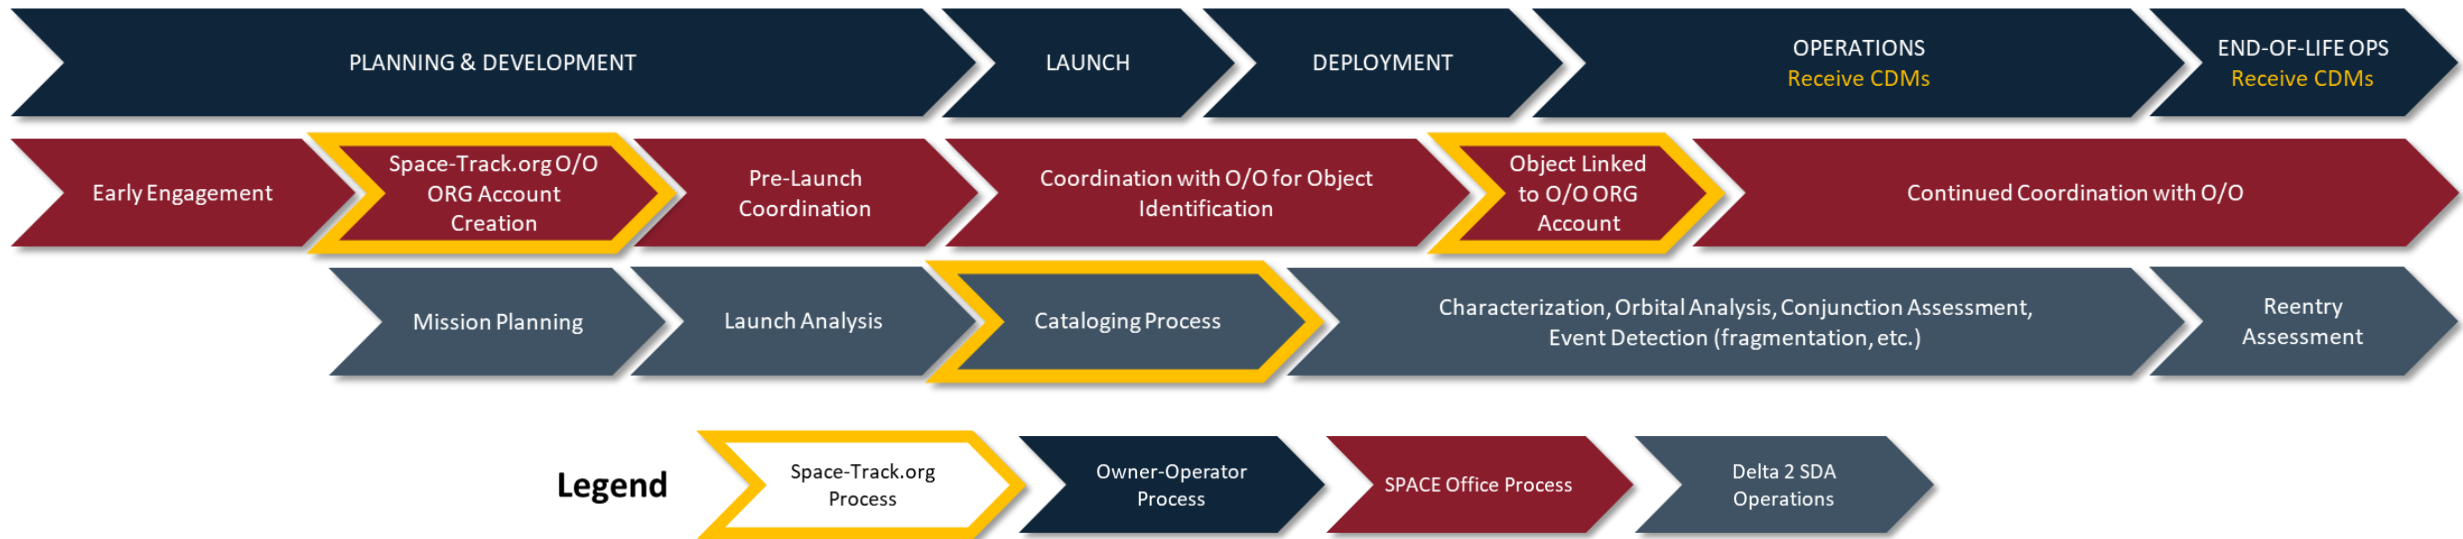 PLANNING & DEVELOPMENT
LAUNCH
DEPLOYMENT
OPERATIONS
Receive CDMs
END-OF-LIFE OPS
Receive CDMs
Early Engagement
Space-Track.org O/O
ORG Account
Creation
Pre-Launch
Coordination
Coordination with O/O for Object
Identification
Object Linked
to O/O ORG
Account
Continued Coordination with O/O
Mission Planning
Launch Analysis
Cataloging Process
Characterization, Orbital Analysis, Conjunction Assessment,
Event Detection (fragmentation, etc.)
Reentry
Assessment
Legend
Space-Track.org
Process
Owner-Operator
Process
SPACE Office Process
Delta 2 SDA
Operations